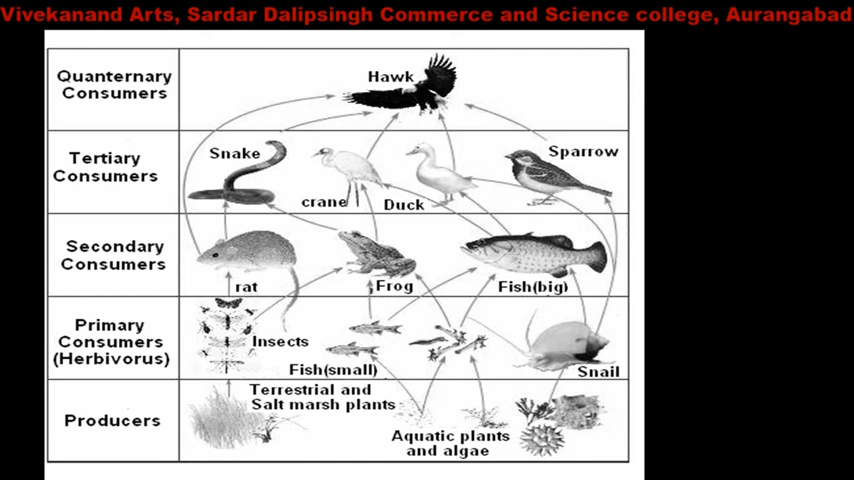 Vivekanand Arts, Sardar Dalipsingh Commerce and Science college, Aurangabad
Quanternary
Consumers
Hawk
Tertiary
Consumers
Snake
crane
Duck
Sparrow
Secondary
Consumers
rat
Frog
Fish(big)
Primary
Consumers
(Herbivorus)
Insects
Fish(small)
Snail
Producers
Terrestrial and
Salt marsh plants
Aquatic plants
and algae